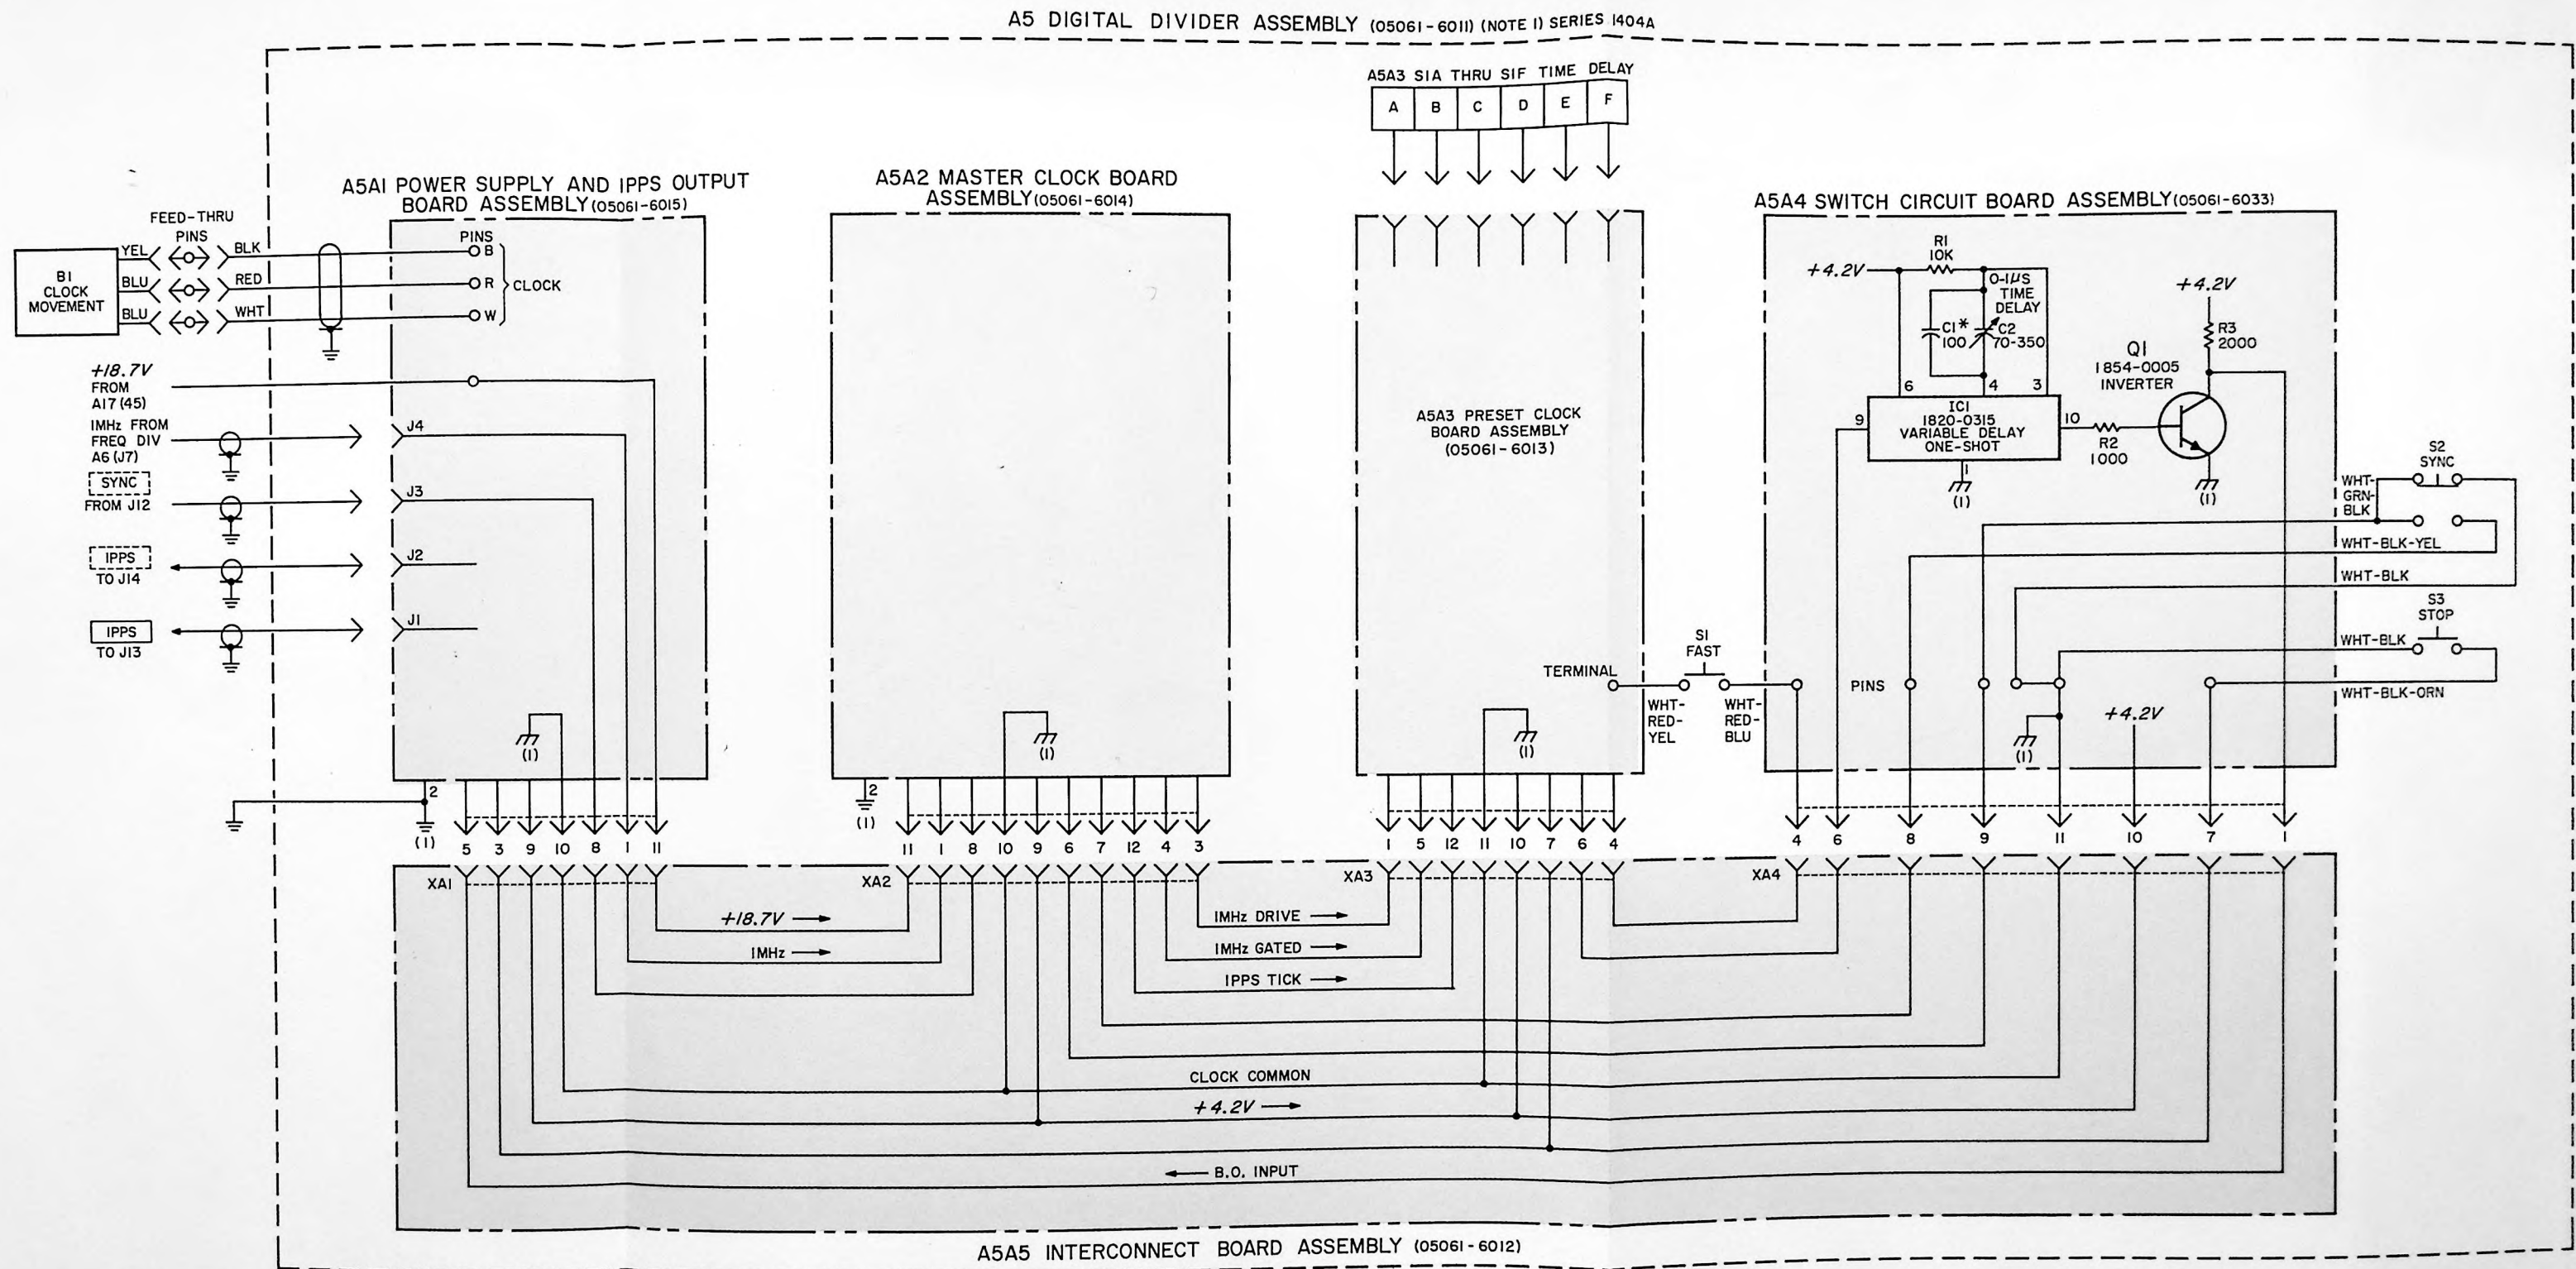 A5 DIGITAL DIVIDER ASSEMBLY (05061-6011) (NOTE 1) SERIES 1404A
A5A3 S1A THRU S1F TIME DELAY
A B C D E F
A5A1 POWER SUPPLY AND 1PPS OUTPUT
BOARD ASSEMBLY (05061-6015)
A5A2 MASTER CLOCK BOARD
ASSEMBLY (05061-6014)
A5A4 SWITCH CIRCUIT BOARD ASSEMBLY (05061-6033)
FEED-THRU
PINS
B1
CLOCK
MOVEMENT
YEL
BLK
BLU
RED
BLU
WHT
PINS
B
R
W
CLOCK
+18.7V
FROM
A17 (45)
1MHz FROM
FREQ DIV
A6 (J7)
SYNC
FROM J12
1PPS
TO J14
1PPS
TO J13
J4
J3
J2
J1
(1)
2
(1)
(1)
2
(1)
A5A3 PRESET CLOCK
BOARD ASSEMBLY
(05061-6013)
TERMINAL
(1)
S1
FAST
WHT-
RED-
YEL
WHT-
RED-
BLU
R1
10K
+4.2V
0-1μS
TIME
DELAY
C1*
100
C2
70-350
6
4
3
9
IC1
1820-0315
VARIABLE DELAY
ONE-SHOT
10
1
(1)
R2
1000
Q1
1854-0005
INVERTER
+4.2V
R3
2000
(1)
S2
SYNC
WHT-
GRN-
BLK
WHT-BLK-YEL
WHT-BLK
S3
STOP
WHT-BLK
WHT-BLK-ORN
PINS
(1)
+4.2V
5 3 9 10 8 1 11
11 1 8 10 9 6 7 12 4 3
1 5 12 11 10 7 6 4
4 6 8 9 11 10 7 1
XA1
XA2
XA3
XA4
+18.7V
1MHz
1MHz DRIVE
1MHz GATED
1PPS TICK
CLOCK COMMON
+4.2V
B.O. INPUT
A5A5 INTERCONNECT BOARD ASSEMBLY (05061-6012)